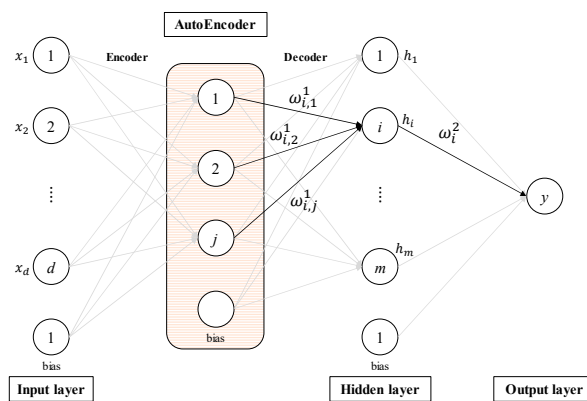 AutoEncoder
Encoder
Decoder
x₁ 1
x₂ 2
⋮
x_d d
1
bias
Input layer
1
2
j
bias
ω¹ᵢ,₁
ω¹ᵢ,₂
ω¹ᵢ,ⱼ
1 h₁
i hᵢ
⋮
m hₘ
1
bias
Hidden layer
ω²ᵢ
y
Output layer